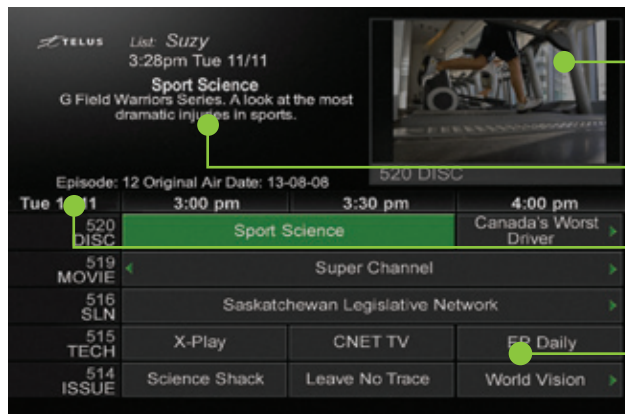 TELUS
List: Suzy
3:28pm Tue 11/11
Sport Science
G Field Warriors Series. A look at the most
dramatic injuries in sports.
Episode: 12 Original Air Date: 13-08-08
520 DISC
Tue 11/11 3:00 pm 3:30 pm 4:00 pm
520 DISC Sport Science Canada's Worst Driver
519 MOVIE Super Channel
516 SLN Saskatchewan Legislative Network
515 TECH X-Play CNET TV EP Daily
514 ISSUE Science Shack Leave No Trace World Vision